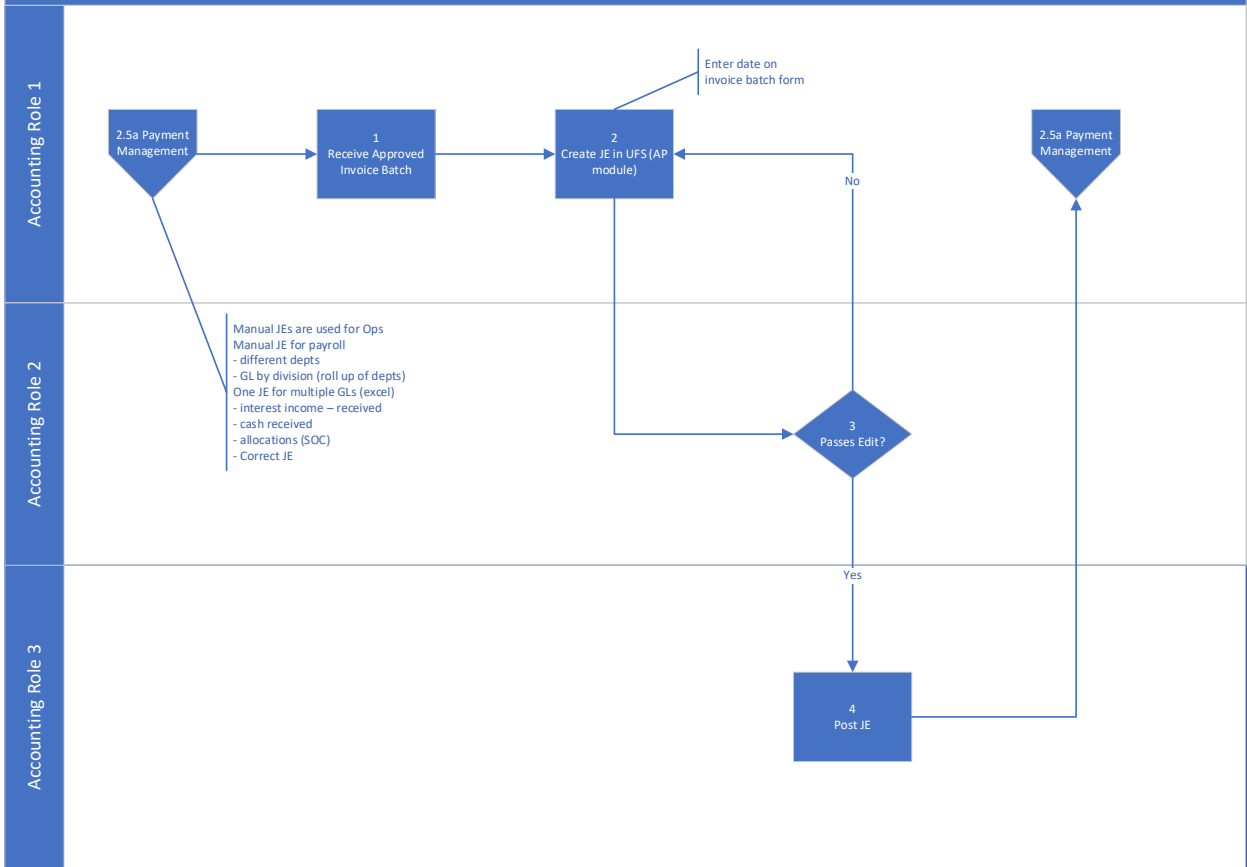 Accounting Role 1
2.5a Payment
Management
1
Receive Approved
Invoice Batch
2
Create JE in UFS (AP
module)
Enter date on
invoice batch form
No
2.5a Payment
Management
Accounting Role 2
Manual JEs are used for Ops
Manual JE for payroll
- different depts
- GL by division (roll up of depts)
One JE for multiple GLs (excel)
- interest income – received
- cash received
- allocations (SOC)
- Correct JE
3
Passes Edit?
Accounting Role 3
Yes
4
Post JE